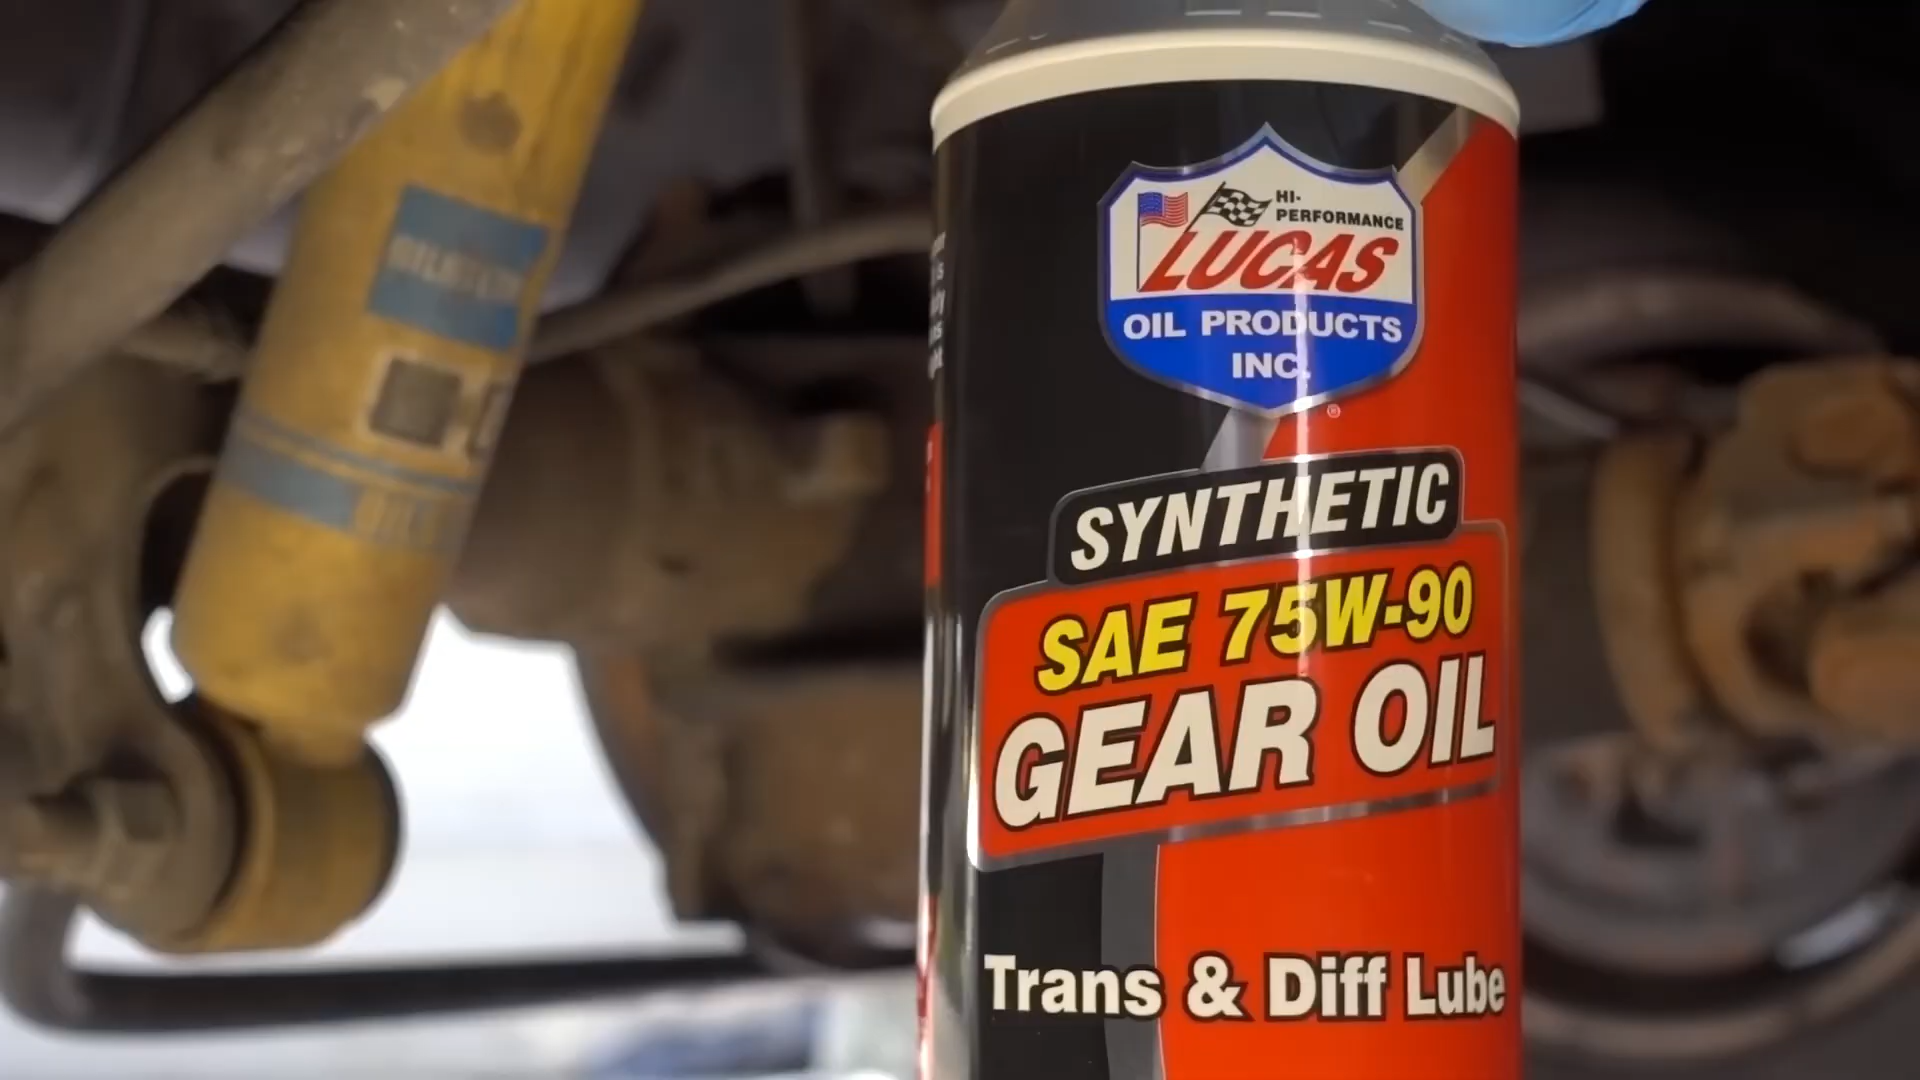 HI-
PERFORMANCE
LUCAS
OIL PRODUCTS
INC.
®
SYNTHETIC
SAE 75W-90
GEAR OIL
Trans & Diff Lube